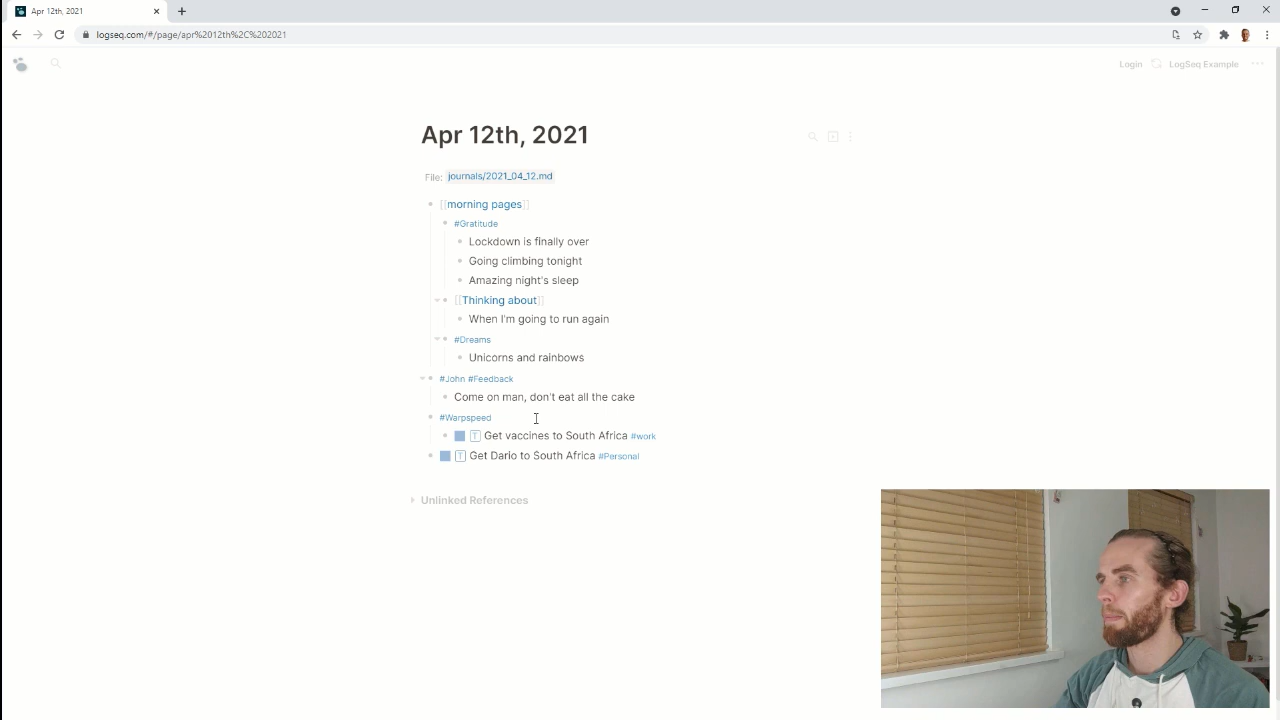 Apr 12th, 2021
logseq.com/#/page/apr%2012th%2C%202021
Login
LogSeq Example
Apr 12th, 2021
File: journals/2021_04_12.md
[[morning pages]]
#Gratitude
Lockdown is finally over
Going climbing tonight
Amazing night's sleep
[[Thinking about]]
When I'm going to run again
#Dreams
Unicorns and rainbows
#John #Feedback
Come on man, don't eat all the cake
#Warpspeed
T Get vaccines to South Africa #work
T Get Dario to South Africa #Personal
Unlinked References